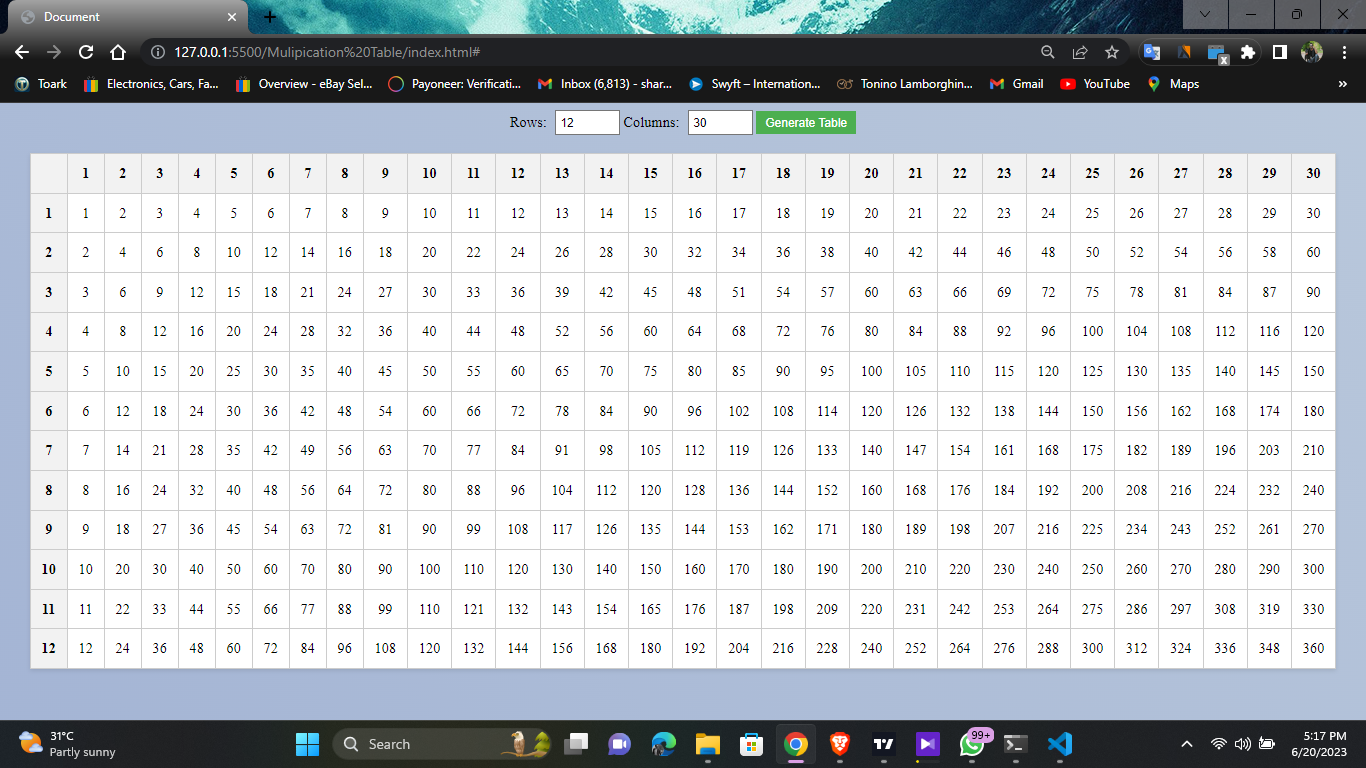 Document
127.0.0.1:5500/Mulipication%20Table/index.html#
Toark Electronics, Cars, Fa... Overview - eBay Sel... Payoneer: Verificati... Inbox (6,813) - shar... Swyft – Internation... Tonino Lamborghin... Gmail YouTube Maps »
Rows: 12 Columns: 30 Generate Table
1 2 3 4 5 6 7 8 9 10 11 12 13 14 15 16 17 18 19 20 21 22 23 24 25 26 27 28 29 30
1 1 2 3 4 5 6 7 8 9 10 11 12 13 14 15 16 17 18 19 20 21 22 23 24 25 26 27 28 29 30
2 2 4 6 8 10 12 14 16 18 20 22 24 26 28 30 32 34 36 38 40 42 44 46 48 50 52 54 56 58 60
3 3 6 9 12 15 18 21 24 27 30 33 36 39 42 45 48 51 54 57 60 63 66 69 72 75 78 81 84 87 90
4 4 8 12 16 20 24 28 32 36 40 44 48 52 56 60 64 68 72 76 80 84 88 92 96 100 104 108 112 116 120
5 5 10 15 20 25 30 35 40 45 50 55 60 65 70 75 80 85 90 95 100 105 110 115 120 125 130 135 140 145 150
6 6 12 18 24 30 36 42 48 54 60 66 72 78 84 90 96 102 108 114 120 126 132 138 144 150 156 162 168 174 180
7 7 14 21 28 35 42 49 56 63 70 77 84 91 98 105 112 119 126 133 140 147 154 161 168 175 182 189 196 203 210
8 8 16 24 32 40 48 56 64 72 80 88 96 104 112 120 128 136 144 152 160 168 176 184 192 200 208 216 224 232 240
9 9 18 27 36 45 54 63 72 81 90 99 108 117 126 135 144 153 162 171 180 189 198 207 216 225 234 243 252 261 270
10 10 20 30 40 50 60 70 80 90 100 110 120 130 140 150 160 170 180 190 200 210 220 230 240 250 260 270 280 290 300
11 11 22 33 44 55 66 77 88 99 110 121 132 143 154 165 176 187 198 209 220 231 242 253 264 275 286 297 308 319 330
12 12 24 36 48 60 72 84 96 108 120 132 144 156 168 180 192 204 216 228 240 252 264 276 288 300 312 324 336 348 360
31°C
Partly sunny
Search
99+
5:17 PM
6/20/2023